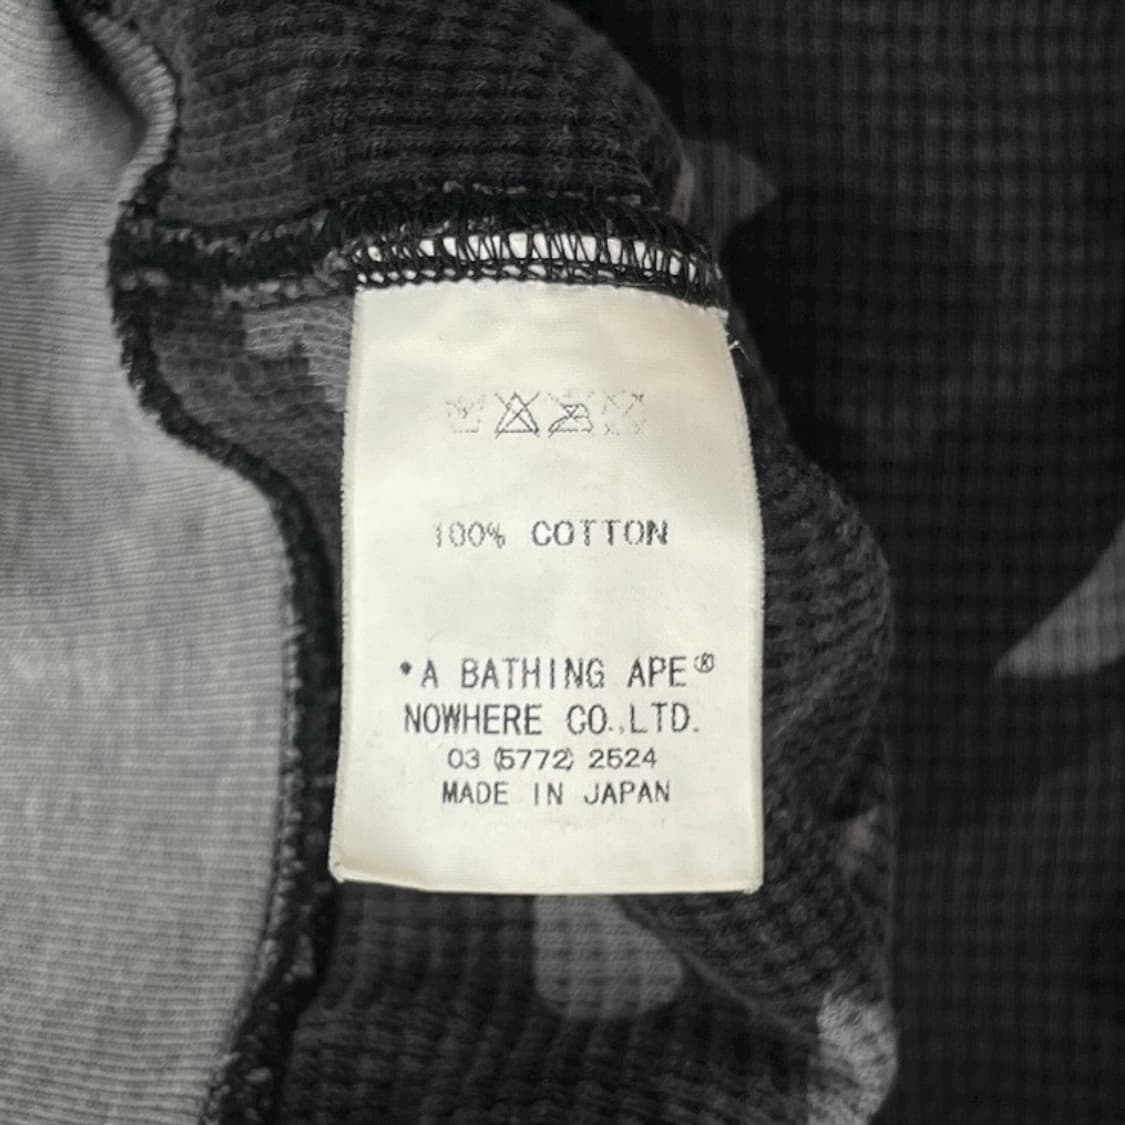 100% COTTON
•A BATHING APE®
NOWHERE CO.,LTD.
03 (5772) 2524
MADE IN JAPAN